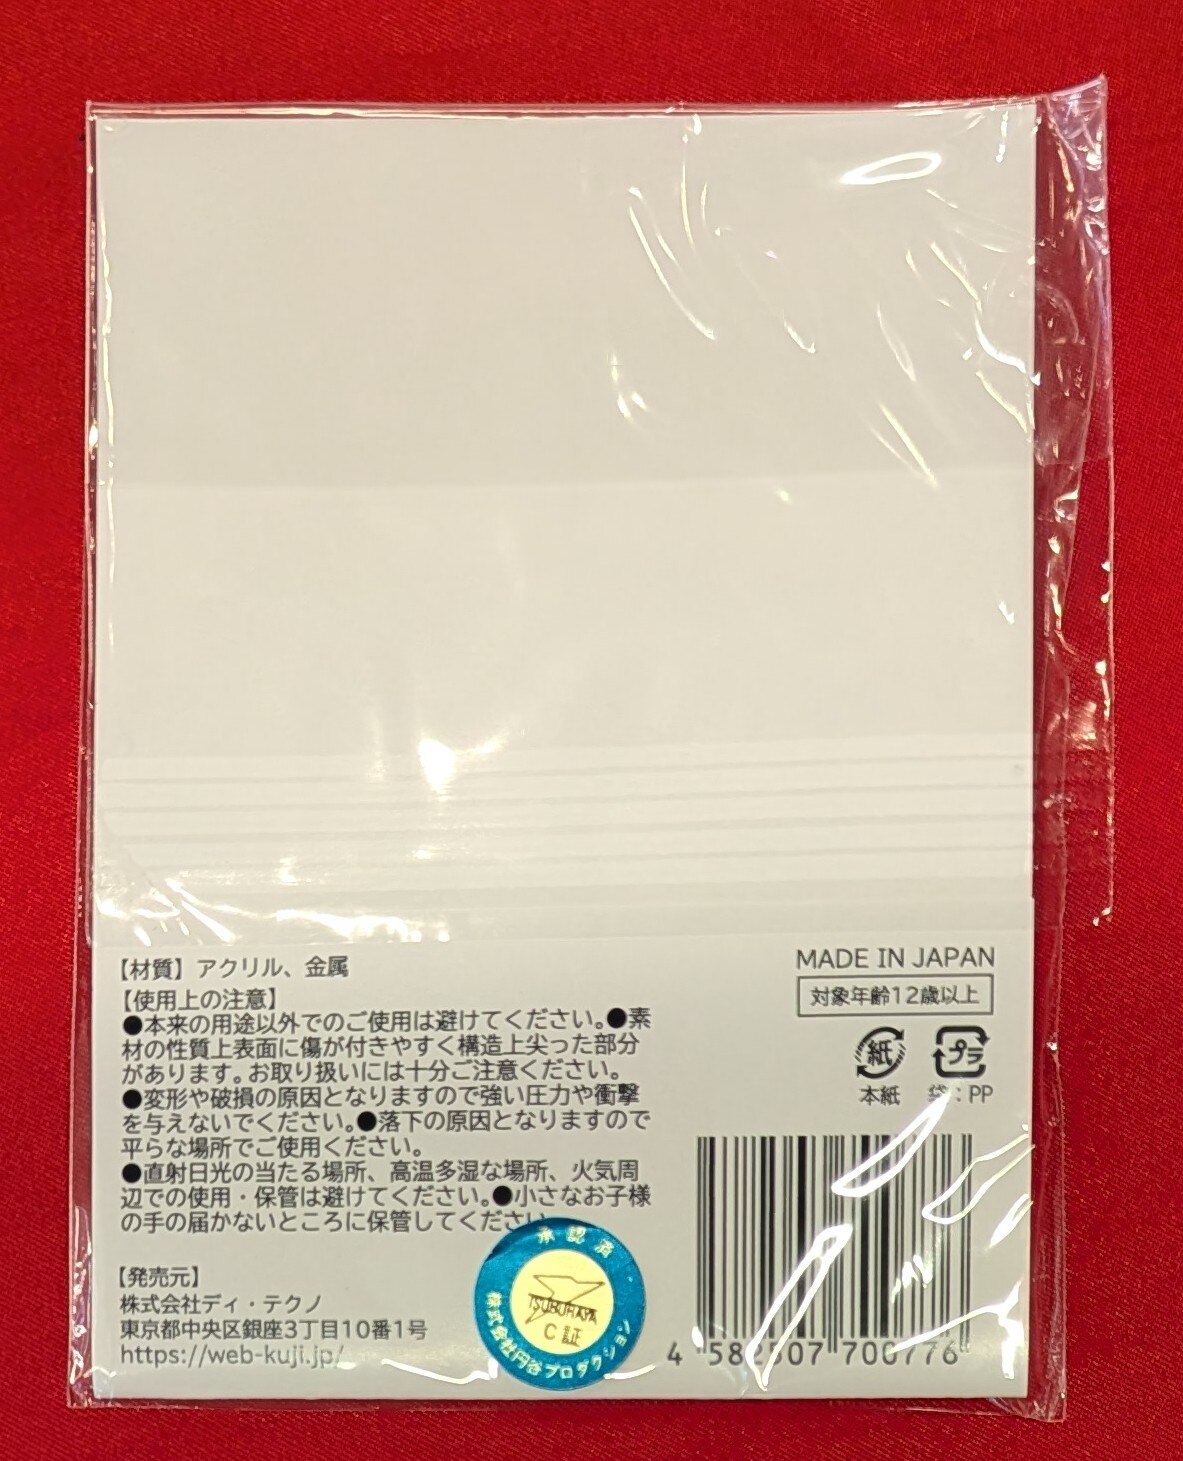 【材質】アクリル、金属
【使用上の注意】
●本来の用途以外でのご使用は避けてください。●素
材の性質上表面に傷が付きやすく構造上尖った部分
があります。お取り扱いには十分ご注意ください。
●変形や破損の原因となりますので強い圧力や衝撃
を与えないでください。●落下の原因となりますので
平らな場所でご使用ください。
●直射日光の当たる場所、高温多湿な場所、火気周
辺での使用・保管は避けてください。●小さなお子様
の手の届かないところに保管してください
【発売元】
株式会社ディ・テクノ
東京都中央区銀座3丁目10番1号
https://web-kuji.jp/
承認済
TSUBURAYA
C証
株式会社円谷プロダクション
MADE IN JAPAN
対象年齢12歳以上
紙 プラ
本紙 袋:PP
4 582507 700776